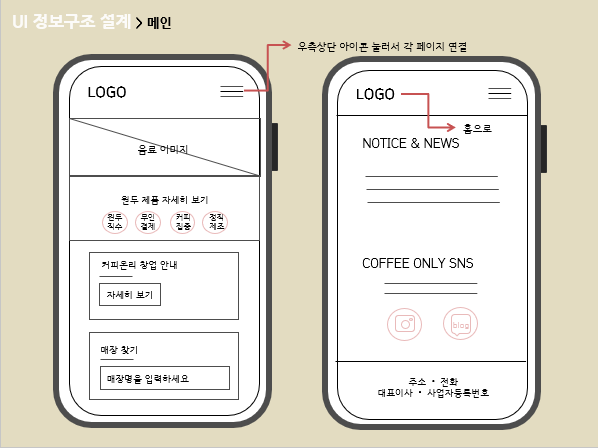 UI 정보구조 설계 > 메인
우측상단 아이콘 눌러서 각 페이지 연결
LOGO
음료 이미지
원두 제품 자세히 보기
원두 직수
무인 결제
커피 집중
정직 제조
커피온리 창업 안내
자세히 보기
매장 찾기
매장명을 입력하세요
LOGO
홈으로
NOTICE & NEWS
COFFEE ONLY SNS
blog
주소 • 전화
대표이사 • 사업자등록번호